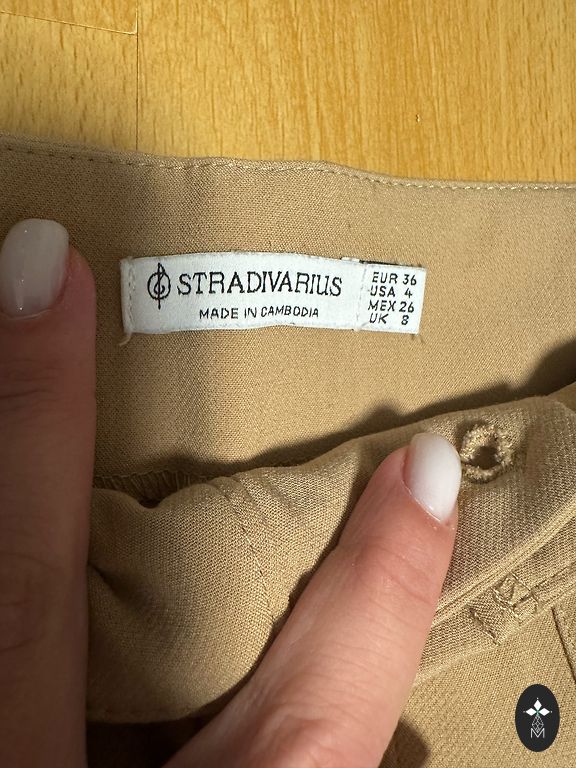 STRADIVARIUS
MADE IN CAMBODIA
EUR 36
USA 4
MEX 26
UK 8
M